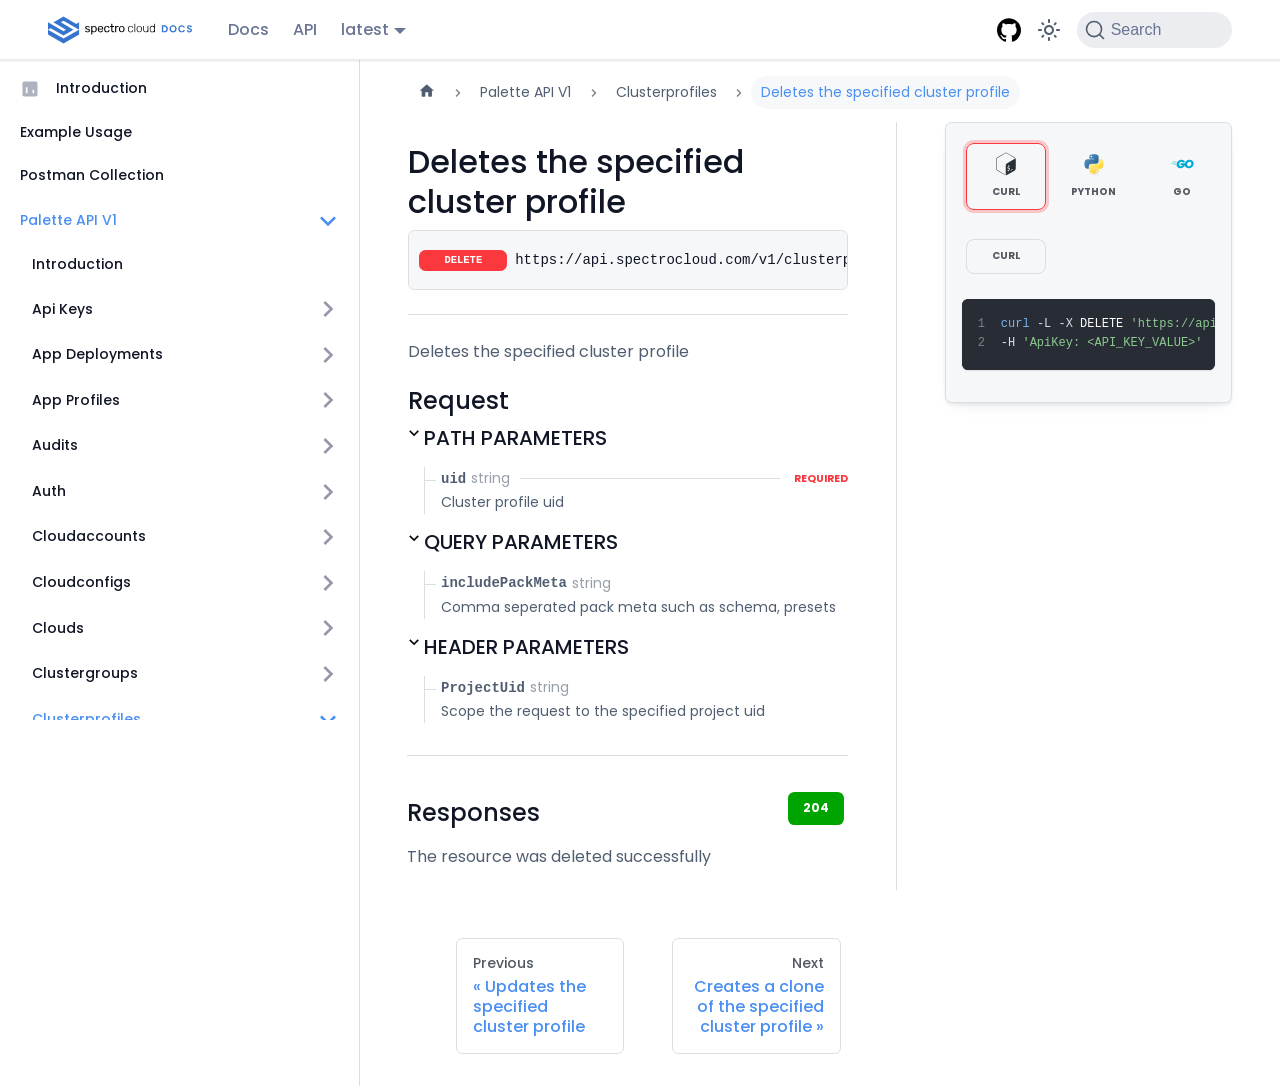 spectro cloud DOCS
Docs
API
latest
Search
Introduction
Example Usage
Postman Collection
Palette API V1
Introduction
Api Keys
App Deployments
App Profiles
Audits
Auth
Cloudaccounts
Cloudconfigs
Clouds
Clustergroups
Clusterprofiles
Palette API V1
Clusterprofiles
Deletes the specified cluster profile
Deletes the specified
cluster profile
DELETE https://api.spectrocloud.com/v1/clusterp
Deletes the specified cluster profile
Request
PATH PARAMETERS
uid string REQUIRED
Cluster profile uid
QUERY PARAMETERS
includePackMeta string
Comma seperated pack meta such as schema, presets
HEADER PARAMETERS
ProjectUid string
Scope the request to the specified project uid
Responses
204
The resource was deleted successfully
Previous
« Updates the
specified
cluster profile
Next
Creates a clone
of the specified
cluster profile »
CURL
PYTHON
GO
GO
CURL
1 curl -L -X DELETE 'https://api
2 -H 'ApiKey: <API_KEY_VALUE>'